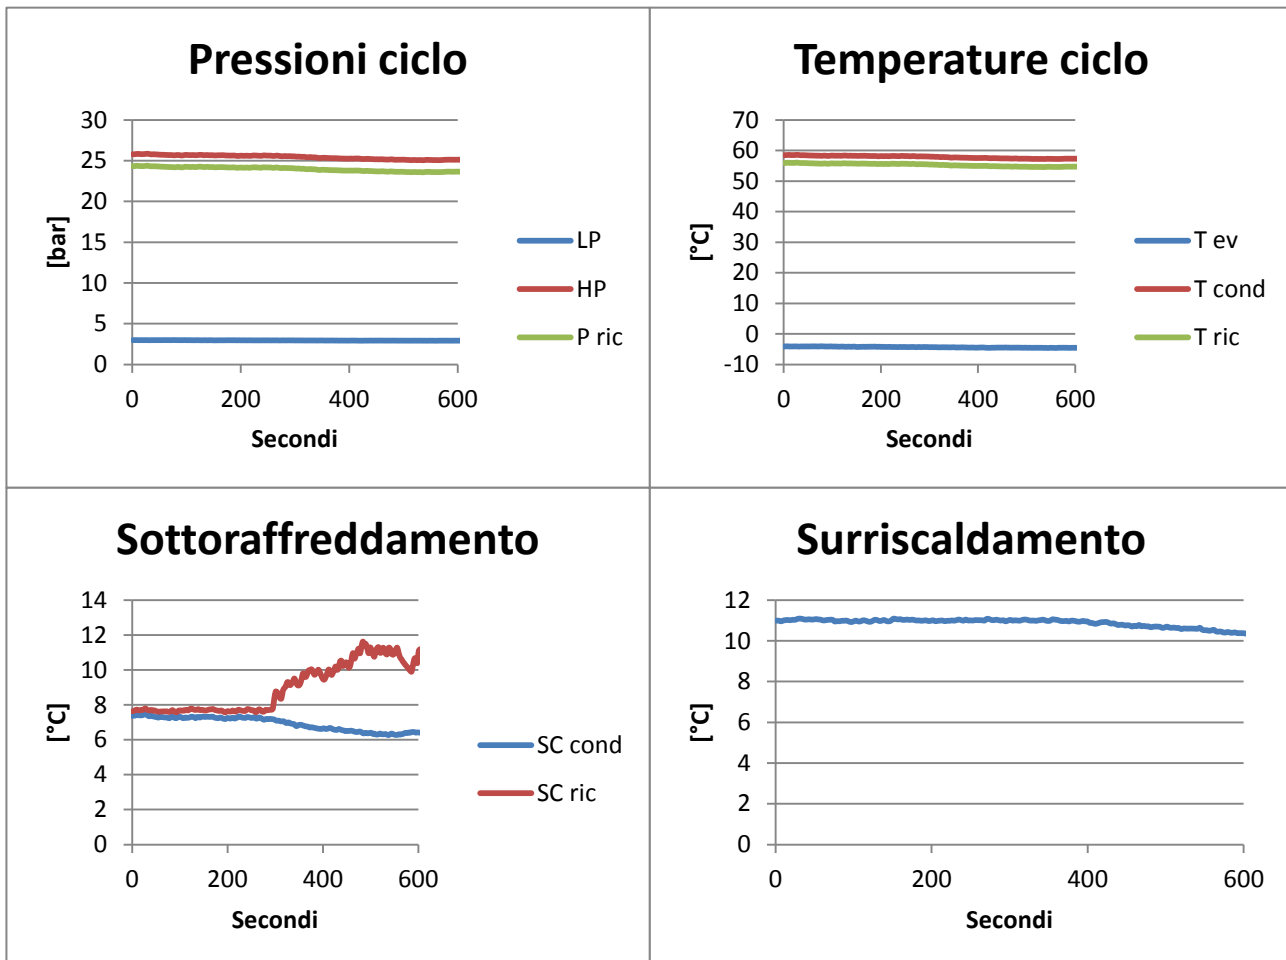 Pressioni ciclo
30
25
20
15
10
5
0
[bar]
0 200 400 600
Secondi
LP
HP
P ric
Temperature ciclo
70
60
50
40
30
20
10
0
-10
[°C]
0 200 400 600
Secondi
T ev
T cond
T ric
Sottoraffreddamento
14
12
10
8
6
4
2
0
[°C]
0 200 400 600
Secondi
SC cond
SC ric
Surriscaldamento
12
10
8
6
4
2
0
[°C]
0 200 400 600
Secondi